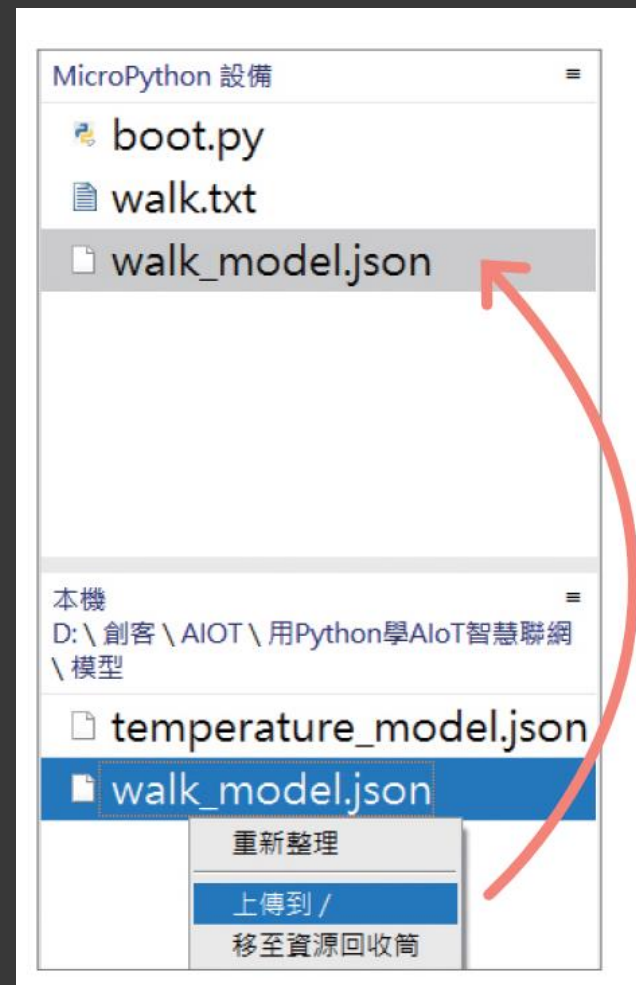 MicroPython 設備 ≡
boot.py
walk.txt
walk_model.json
本機 ≡
D: \ 創客 \ AIOT \ 用Python學AIoT智慧聯網
\ 模型
temperature_model.json
walk_model.json
重新整理
上傳到 /
移至資源回收筒